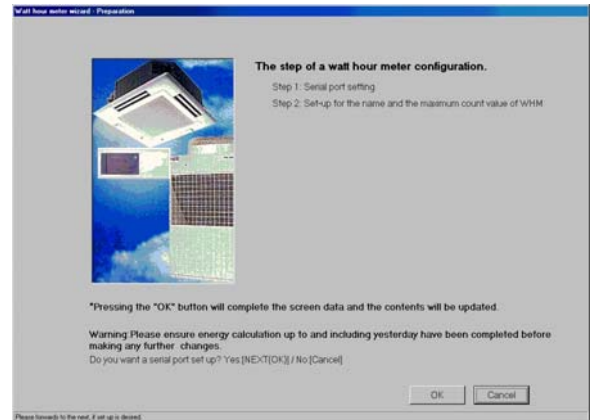 Watt hour meter wizard - Preparation
The step of a watt hour meter configuration.
Step 1: Serial port setting
Step 2: Set-up for the name and the maximum count value of WHM
*Pressing the "OK" button will complete the screen data and the contents will be updated.
Warning:Please ensure energy calculation up to and including yesterday have been completed before
making any further changes.
Do you want a serial port set up? Yes:[NEXT(OK)] / No:[Cancel]
OK
Cancel
Please forwards to the next, if set up is desired.